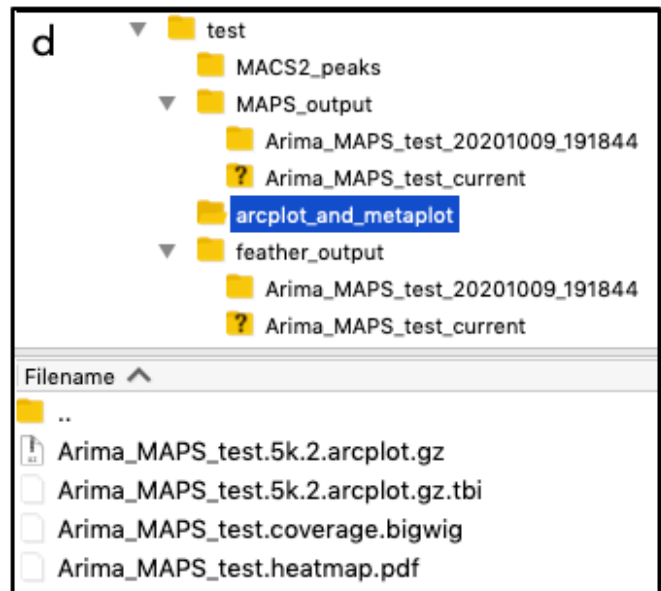 d
test
MACS2_peaks
MAPS_output
Arima_MAPS_test_20201009_191844
Arima_MAPS_test_current
arcplot_and_metaplot
feather_output
Arima_MAPS_test_20201009_191844
Arima_MAPS_test_current
Filename
..
Arima_MAPS_test.5k.2.arcplot.gz
Arima_MAPS_test.5k.2.arcplot.gz.tbi
Arima_MAPS_test.coverage.bigwig
Arima_MAPS_test.heatmap.pdf